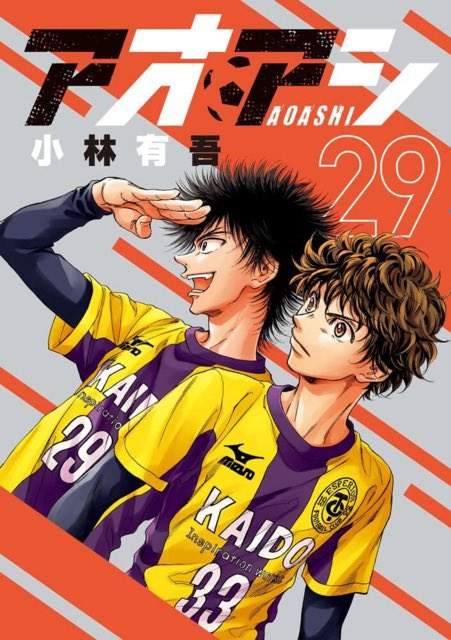 アオアシ
AOASHI
小林有吾
29
KAIDO
Inspiration
29
MIZUNO
KAIDO
Inspiration
33
ESPERION
FOOTBALL CLUB